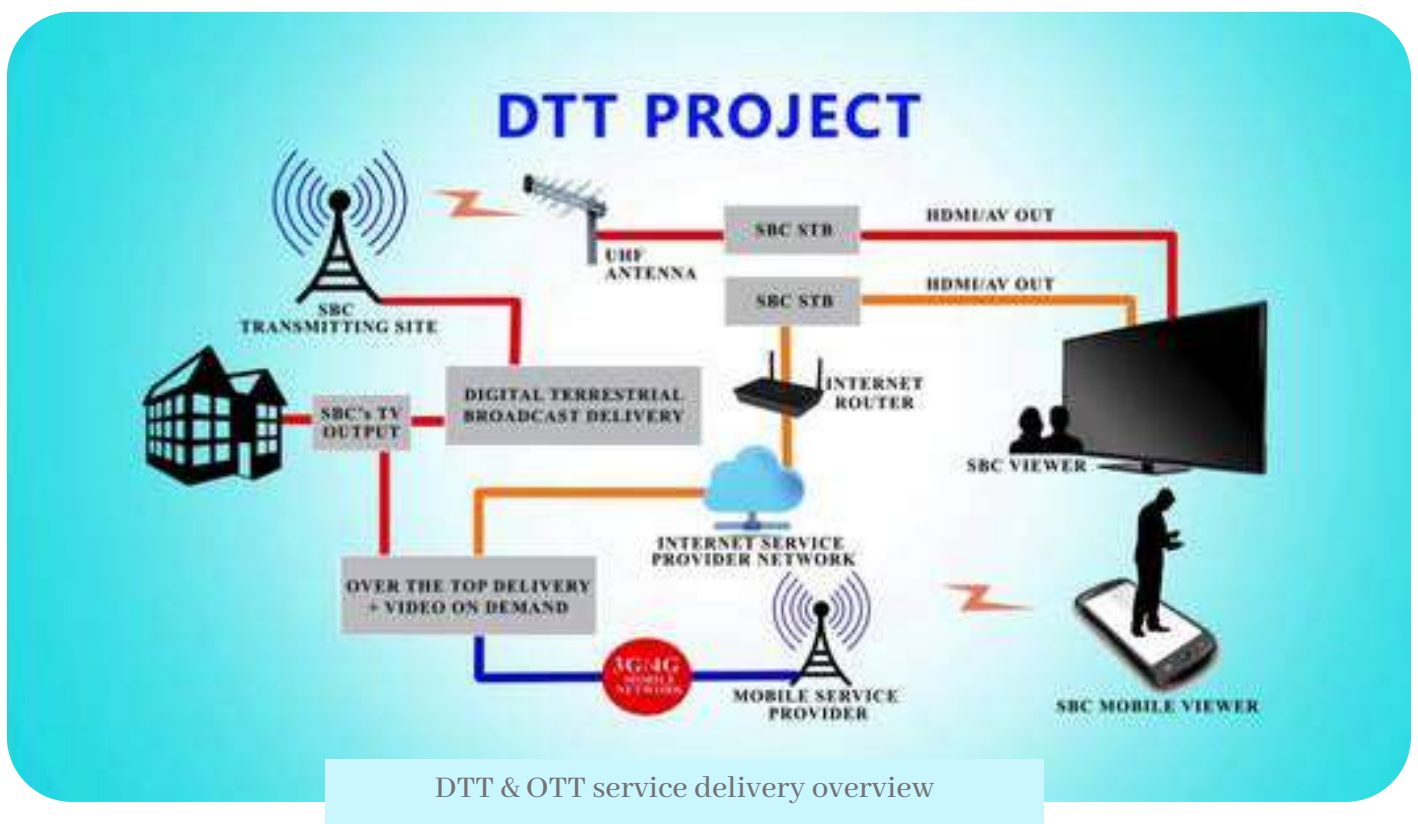 DTT PROJECT
HDMI/AV OUT
SBC STB
UHF
ANTENNA
HDMI/AV OUT
SBC STB
SBC
TRANSMITTING SITE
INTERNET
ROUTER
DIGITAL TERRESTRIAL
BROADCAST DELIVERY
SBC's TV
OUTPUT
SBC VIEWER
INTERNET SERVICE
PROVIDER NETWORK
OVER THE TOP DELIVERY
+ VIDEO ON DEMAND
3G/4G
MOBILE
NETWORK
MOBILE SERVICE
PROVIDER
SBC MOBILE VIEWER
DTT & OTT service delivery overview